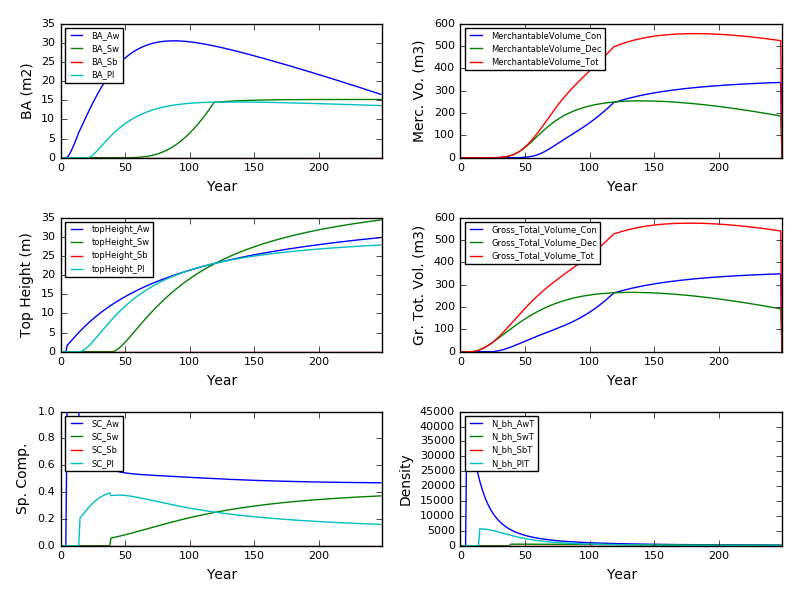 BA (m2)
35
30
25
20
15
10
5
0
BA_Aw
BA_Sw
BA_Sb
BA_Pl
0 50 100 150 200
Year
Merc. Vo. (m3)
600
500
400
300
200
100
0
MerchantableVolume_Con
MerchantableVolume_Dec
MerchantableVolume_Tot
0 50 100 150 200
Year
Top Height (m)
35
30
25
20
15
10
5
0
topHeight_Aw
topHeight_Sw
topHeight_Sb
topHeight_Pl
0 50 100 150 200
Year
Gr. Tot. Vol. (m3)
600
500
400
300
200
100
0
Gross_Total_Volume_Con
Gross_Total_Volume_Dec
Gross_Total_Volume_Tot
0 50 100 150 200
Year
Sp. Comp.
1.0
0.8
0.6
0.4
0.2
0.0
SC_Aw
SC_Sw
SC_Sb
SC_Pl
0 50 100 150 200
Year
Density
45000
40000
35000
30000
25000
20000
15000
10000
5000
0
N_bh_AwT
N_bh_SwT
N_bh_SbT
N_bh_PlT
0 50 100 150 200
Year